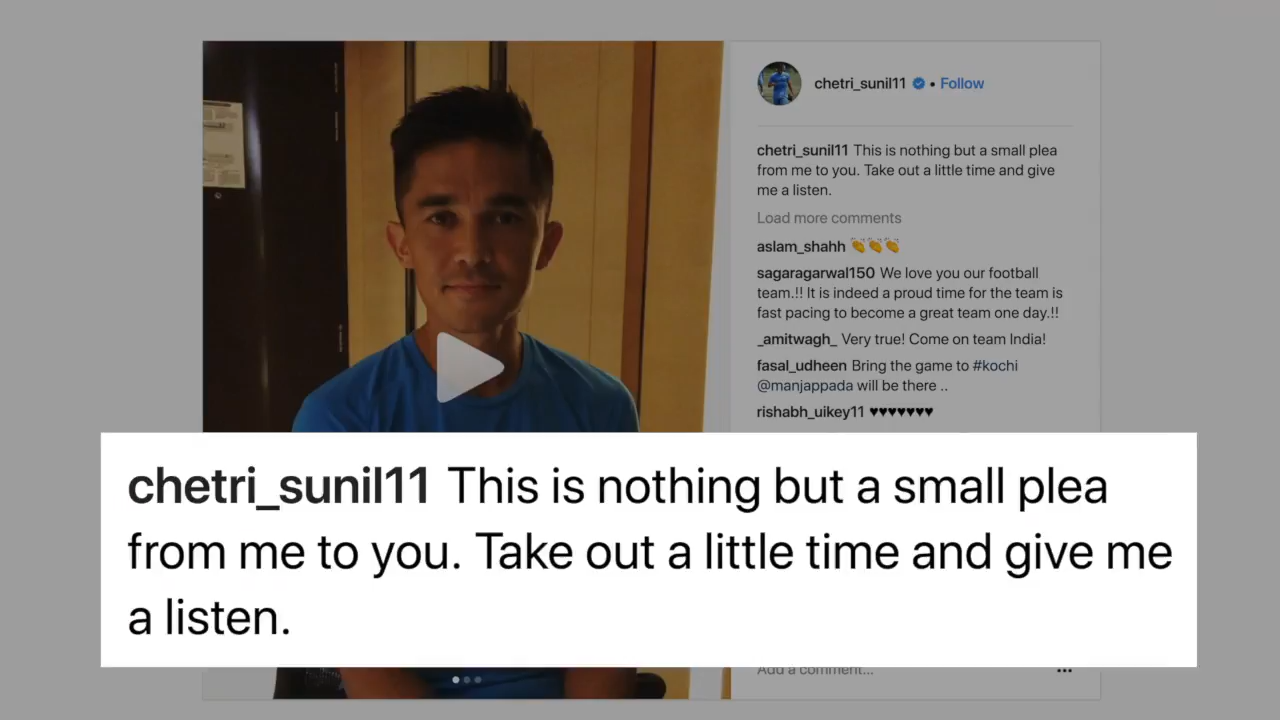 chetri_sunil11 • Follow
chetri_sunil11 This is nothing but a small plea
from me to you. Take out a little time and give
me a listen.
Load more comments
aslam_shahh 👏👏👏
sagaragarwal150 We love you our football
team.!! It is indeed a proud time for the team is
fast pacing to become a great team one day.!!
_amitwagh_ Very true! Come on team India!
fasal_udheen Bring the game to #kochi
@manjappada will be there ..
rishabh_uikey11 ♥♥♥♥♥♥♥
chetri_sunil11 This is nothing but a small plea
from me to you. Take out a little time and give me
a listen.
Add a comment...